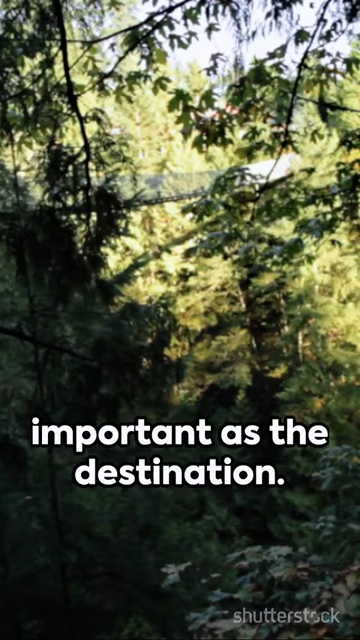 important as the
destination.
shutterstock